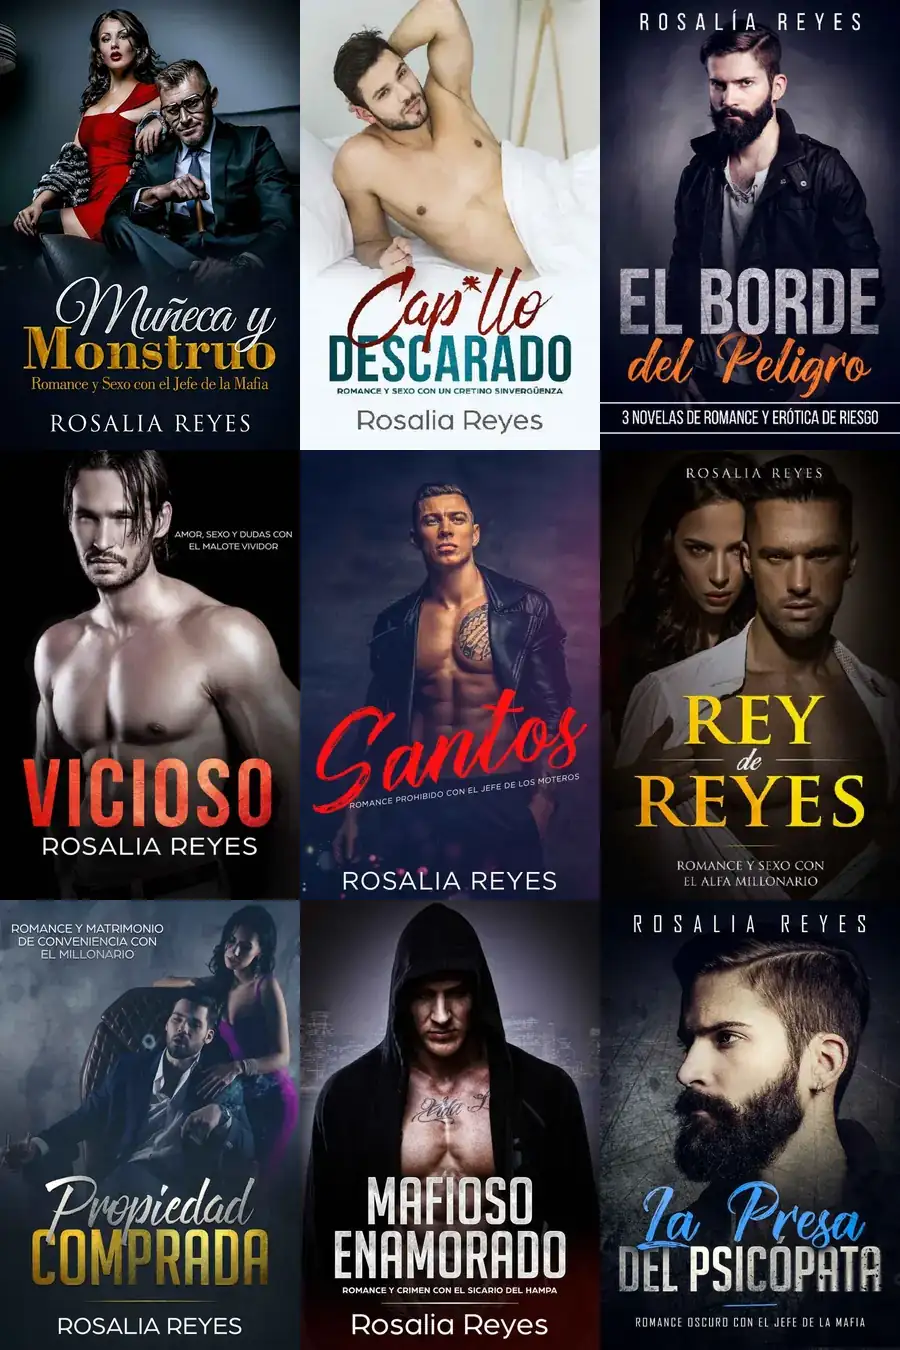 Muñeca y
Monstruo
Romance y Sexo con el Jefe de la Mafia
ROSALIA REYES
Cap*llo
DESCARADO
ROMANCE Y SEXO CON UN CRETINO SINVERGÜENZA
Rosalia Reyes
ROSALÍA REYES
EL BORDE
del Peligro
3 NOVELAS DE ROMANCE Y ERÓTICA DE RIESGO
AMOR, SEXO Y DUDAS CON
EL MALOTE VIVIDOR
VICIOSO
ROSALIA REYES
Santos
ROMANCE PROHIBIDO CON EL JEFE DE LOS MOTEROS
ROSALIA REYES
ROSALIA REYES
REY
de
REYES
ROMANCE Y SEXO CON
EL ALFA MILLONARIO
ROMANCE Y MATRIMONIO
DE CONVENIENCIA CON
EL MILLONARIO
Propiedad
COMPRADA
ROSALIA REYES
MAFIOSO
ENAMORADO
ROMANCE Y CRIMEN CON EL SICARIO DEL HAMPA
Rosalia Reyes
ROSALIA REYES
La Presa
DEL PSICÓPATA
ROMANCE OSCURO CON EL JEFE DE LA MAFIA